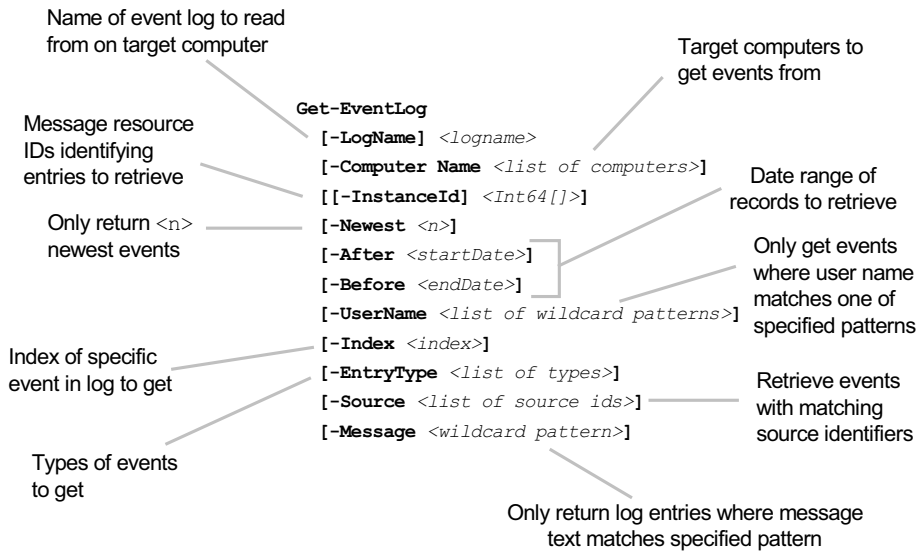 Name of event log to read
from on target computer
Target computers to
get events from
Message resource
IDs identifying
entries to retrieve
Only return <n>
newest events
Index of specific
event in log to get
Types of events
to get
Get-EventLog
[-LogName] <logname>
[-Computer Name <list of computers>]
[[-InstanceId] <Int64[]>]
[-Newest <n>]
[-After <startDate>]
[-Before <endDate>]
[-UserName <list of wildcard patterns>]
[-Index <index>]
[-EntryType <list of types>]
[-Source <list of source ids>]
[-Message <wildcard pattern>]
Date range of
records to retrieve
Only get events
where user name
matches one of
specified patterns
Retrieve events
with matching
source identifiers
Only return log entries where message
text matches specified pattern